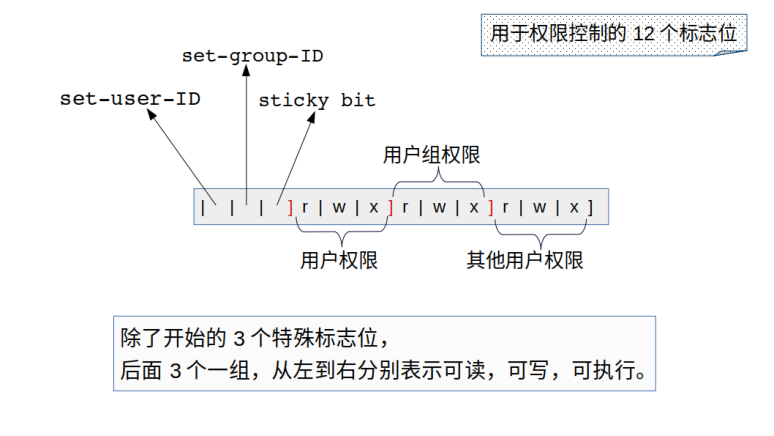 用于权限控制的 12 个标志位
set-group-ID
set-user-ID
sticky bit
用户组权限
| | | ] r | w | x ] r | w | x ] r | w | x ]
用户权限
其他用户权限
除了开始的 3 个特殊标志位，
后面 3 个一组，从左到右分别表示可读，可写，可执行。